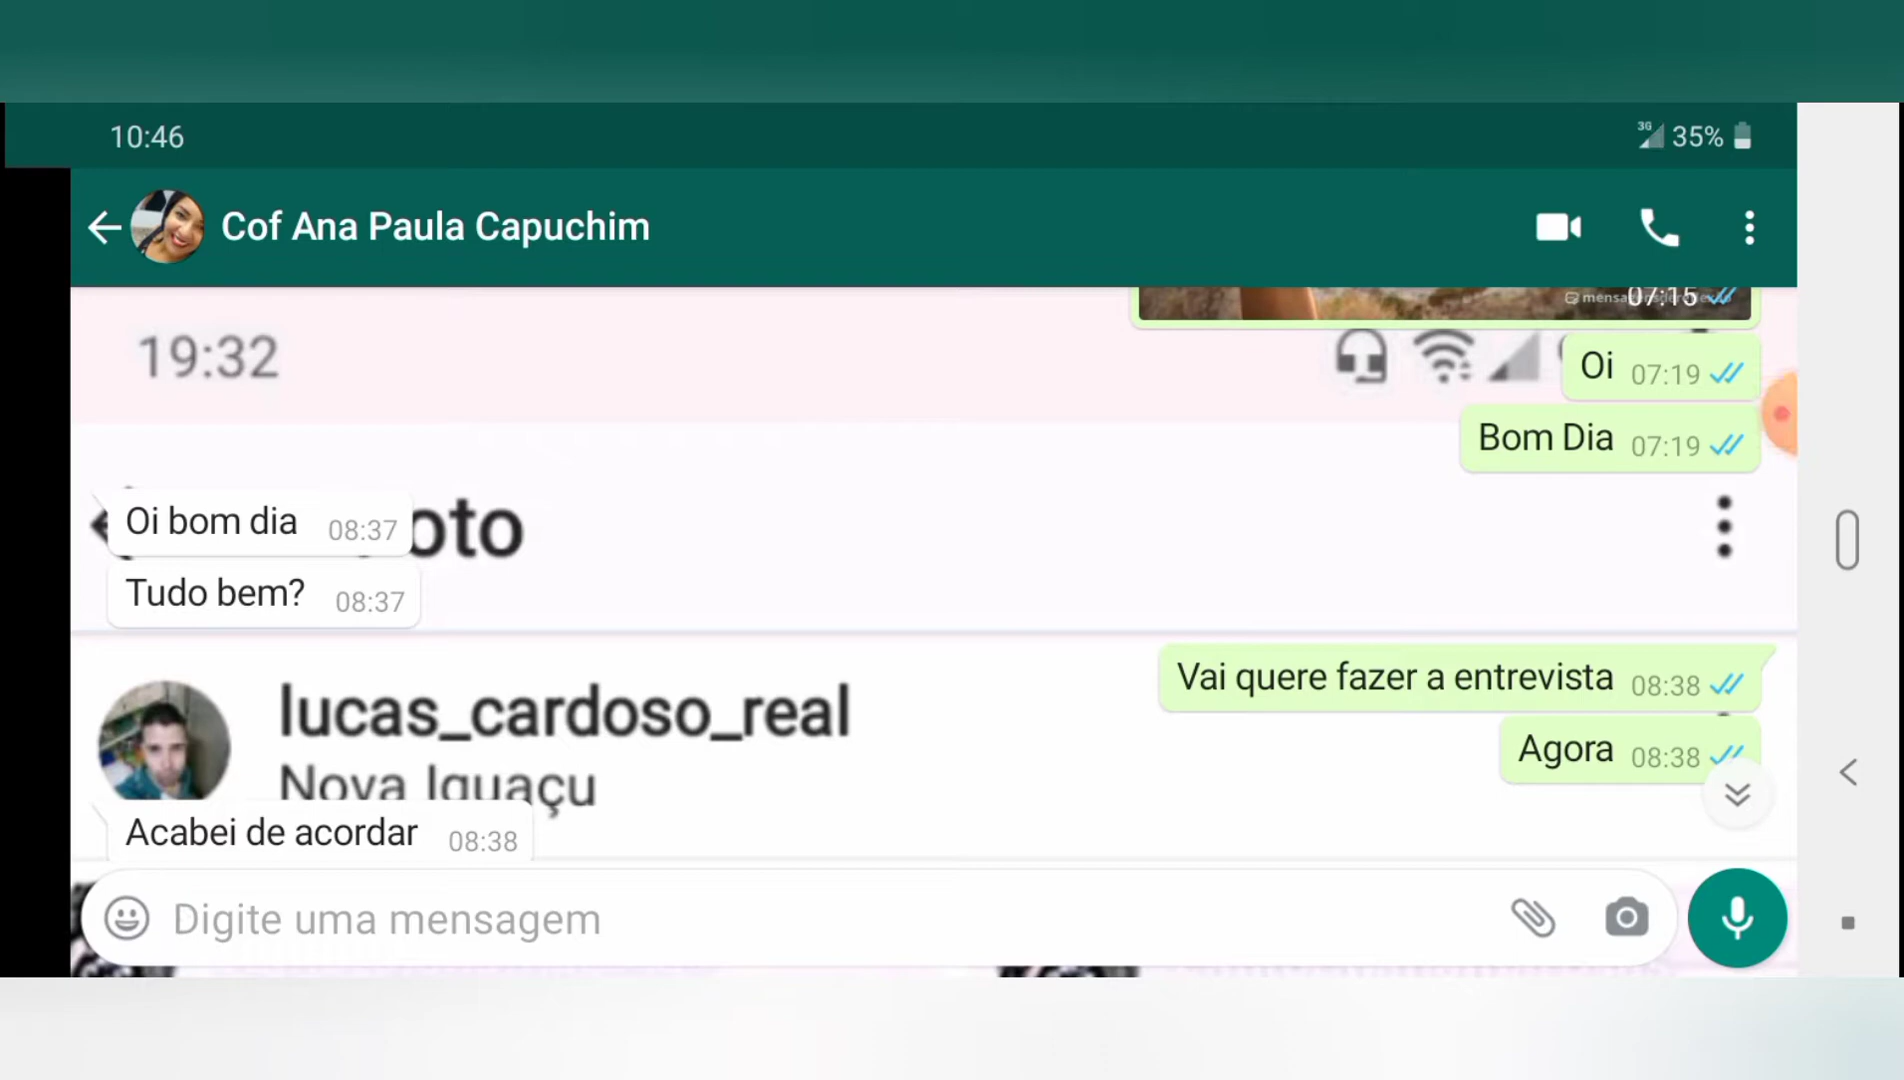 10:46
3G 35%
Cof Ana Paula Capuchim
07:15
19:32
Oi 07:19
Bom Dia 07:19
Oi bom dia 08:37
oto
Tudo bem? 08:37
Vai quere fazer a entrevista 08:38
lucas_cardoso_real
Agora 08:38
Nova Iguaçu
Acabei de acordar 08:38
Digite uma mensagem